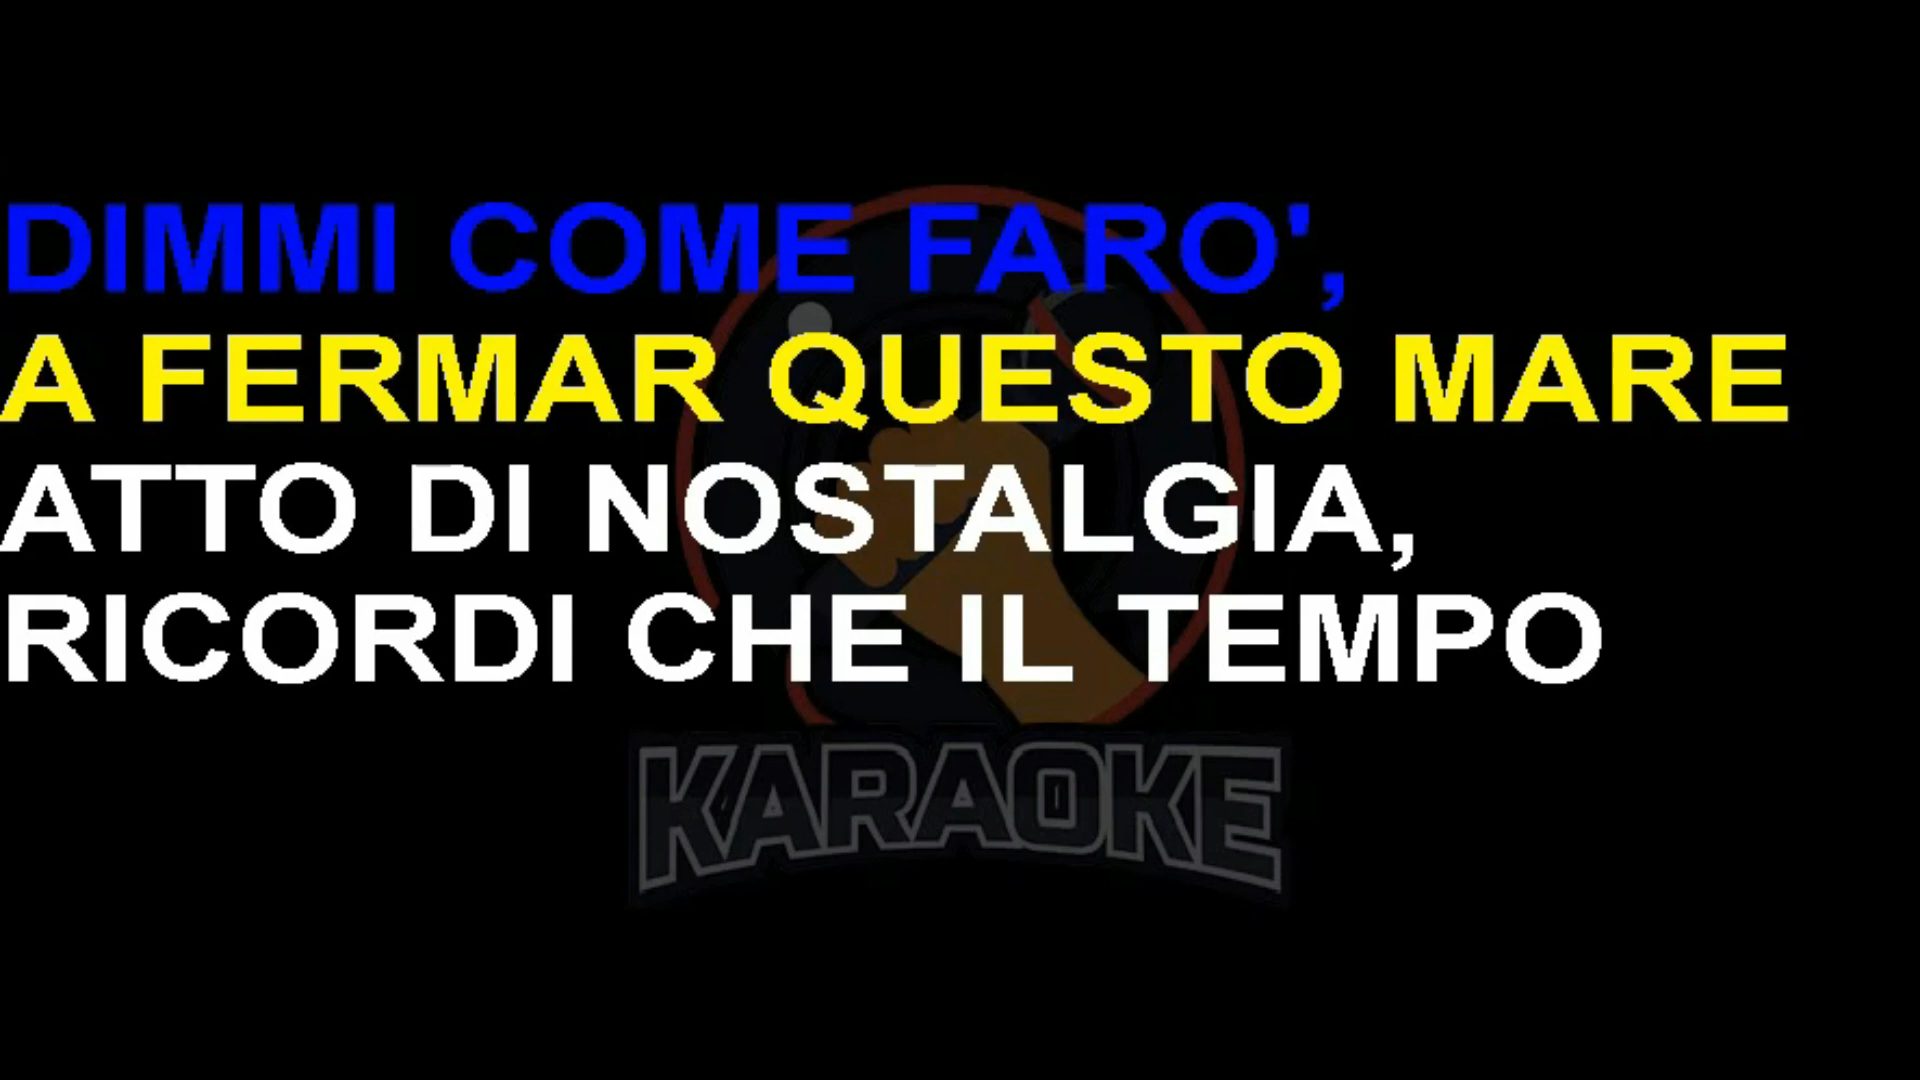 DIMMI COME FARO',
A FERMAR QUESTO MARE
ATTO DI NOSTALGIA,
RICORDI CHE IL TEMPO
KARAOKE